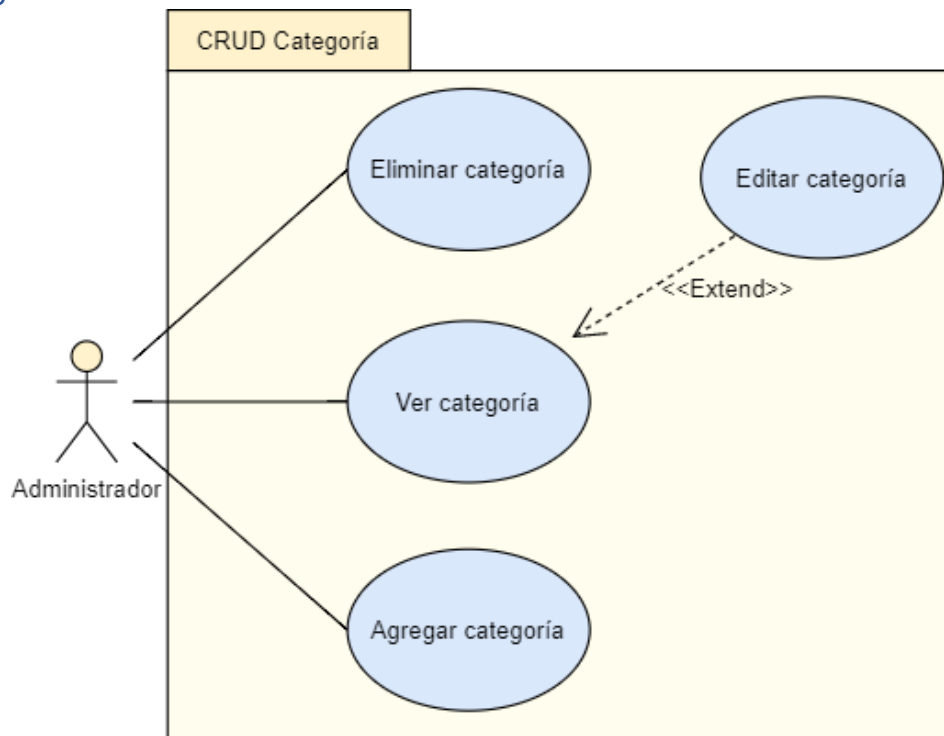 CRUD Categoría
Eliminar categoría
Editar categoría
<<Extend>>
Ver categoría
Administrador
Agregar categoría